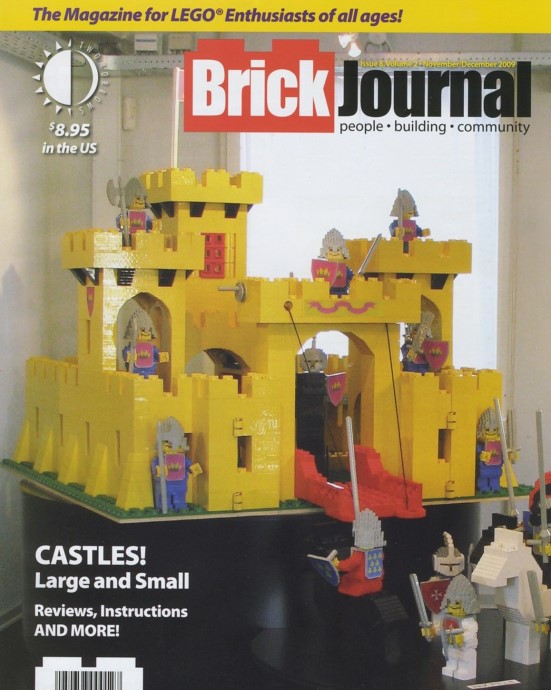 The Magazine for LEGO® Enthusiasts of all ages!
TWOMORROWS
$8.95
in the US
Brick Journal
Issue 8, Volume 2 • November/December 2009
people • building • community
CASTLES!
Large and Small
Reviews, Instructions
AND MORE!